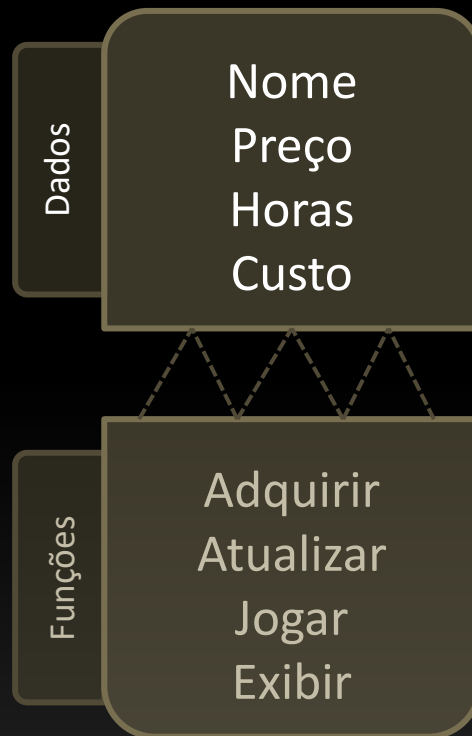 Dados
Nome
Preço
Horas
Custo
Funções
Adquirir
Atualizar
Jogar
Exibir